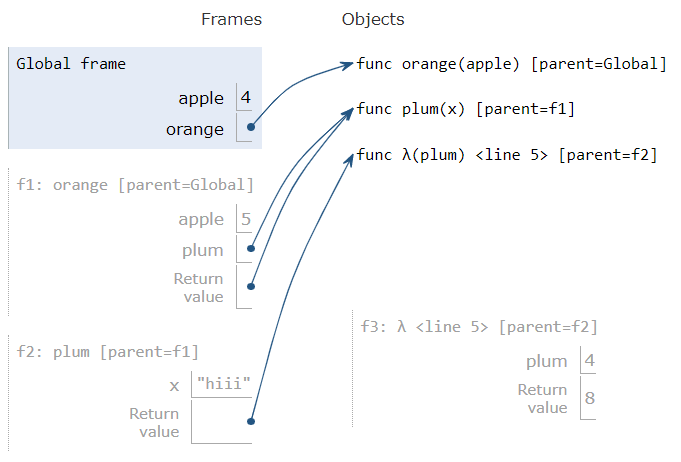 Frames Objects
Global frame
apple 4
orange
func orange(apple) [parent=Global]
func plum(x) [parent=f1]
func λ(plum) <line 5> [parent=f2]
f1: orange [parent=Global]
apple 5
plum
Return
value
f2: plum [parent=f1]
x "hiii"
Return
value
f3: λ <line 5> [parent=f2]
plum 4
Return
value 8